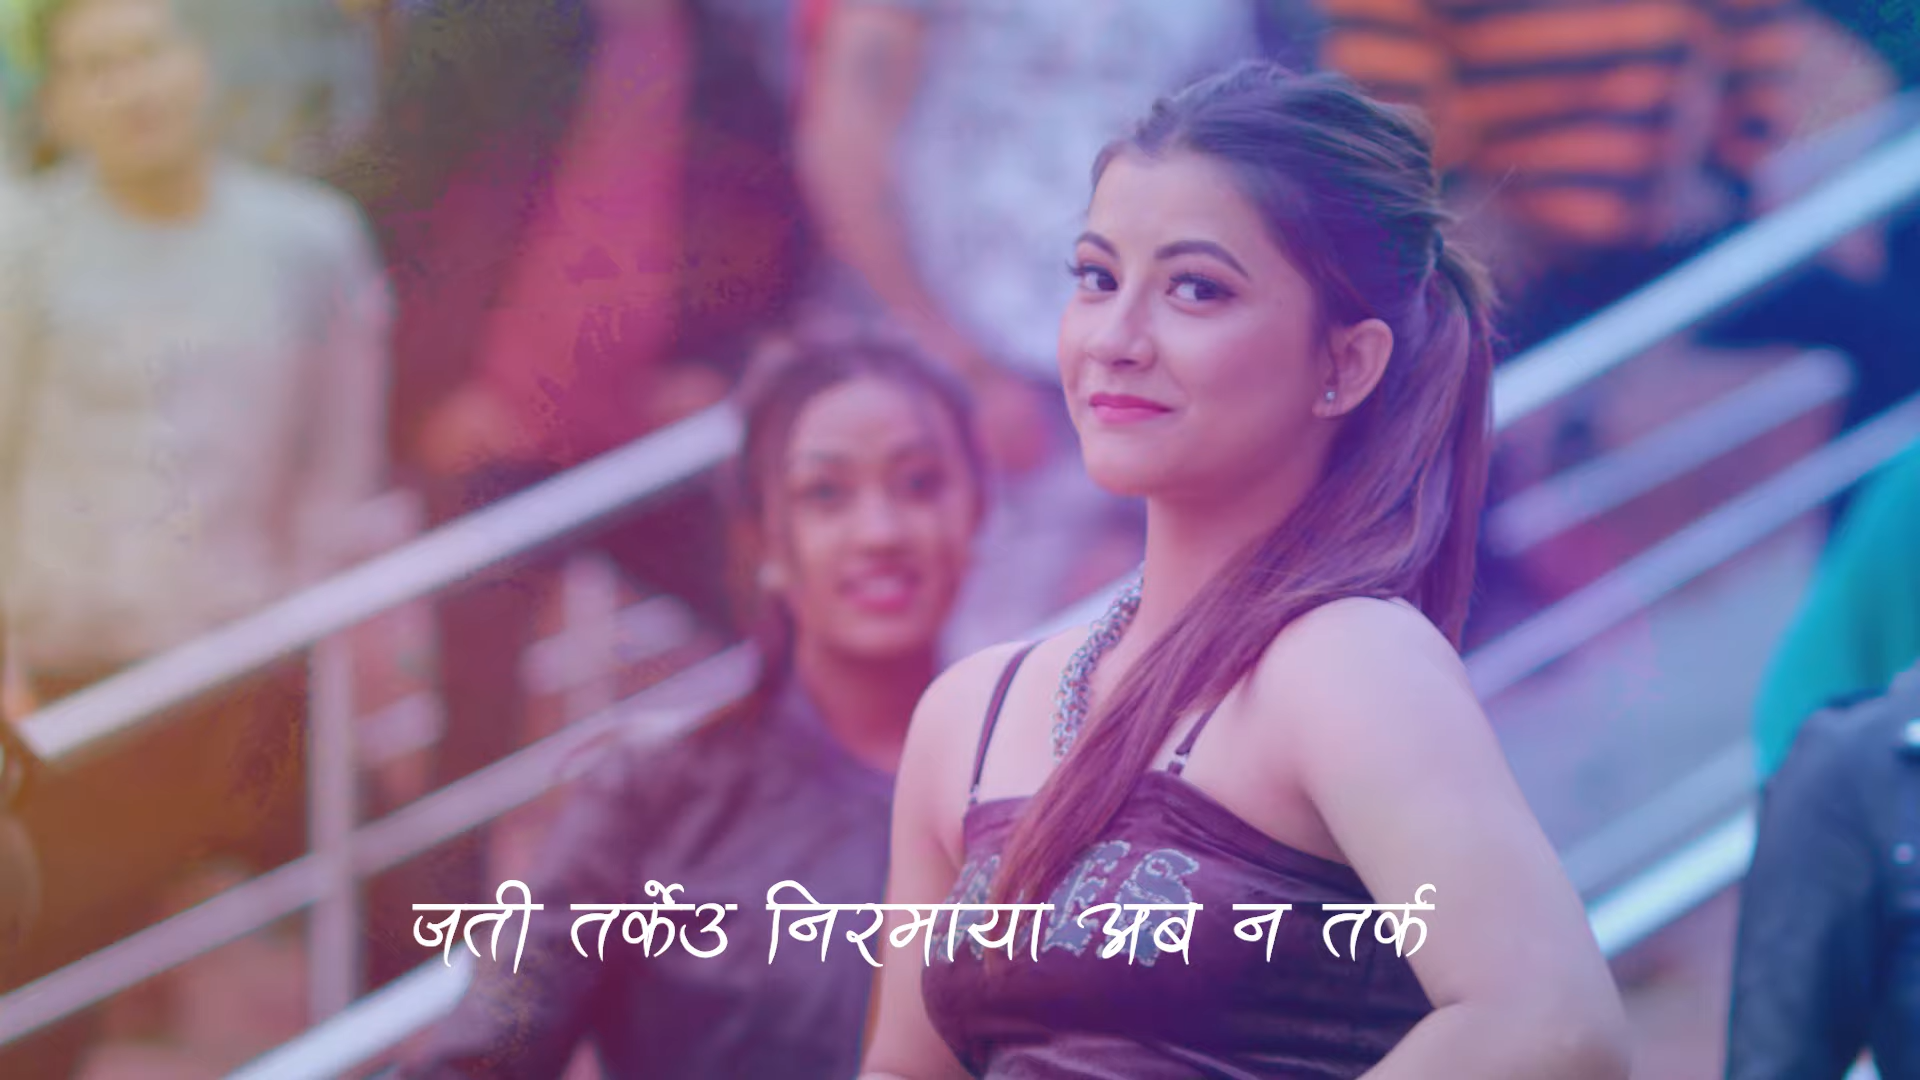 जती तर्केउ निरमाया अब न तर्क